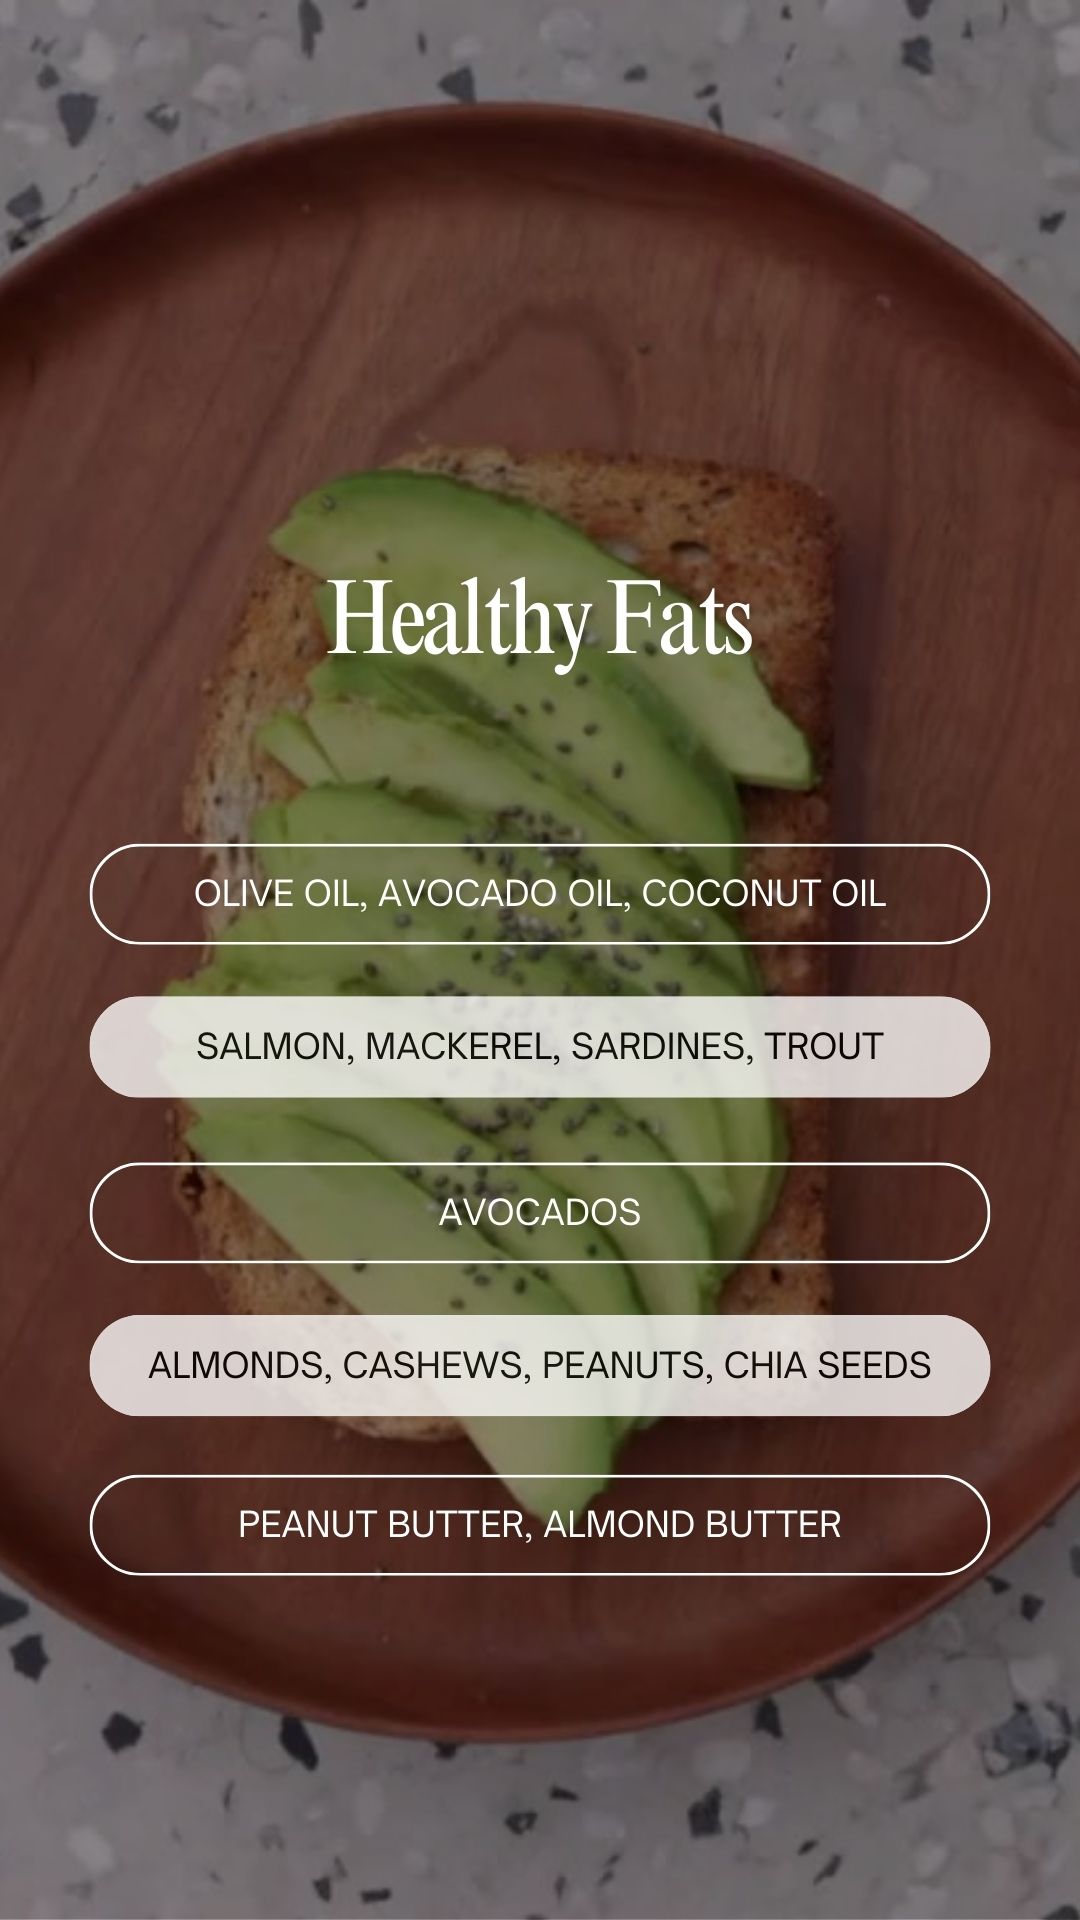 Healthy Fats
OLIVE OIL, AVOCADO OIL, COCONUT OIL
SALMON, MACKEREL, SARDINES, TROUT
AVOCADOS
ALMONDS, CASHEWS, PEANUTS, CHIA SEEDS
PEANUT BUTTER, ALMOND BUTTER